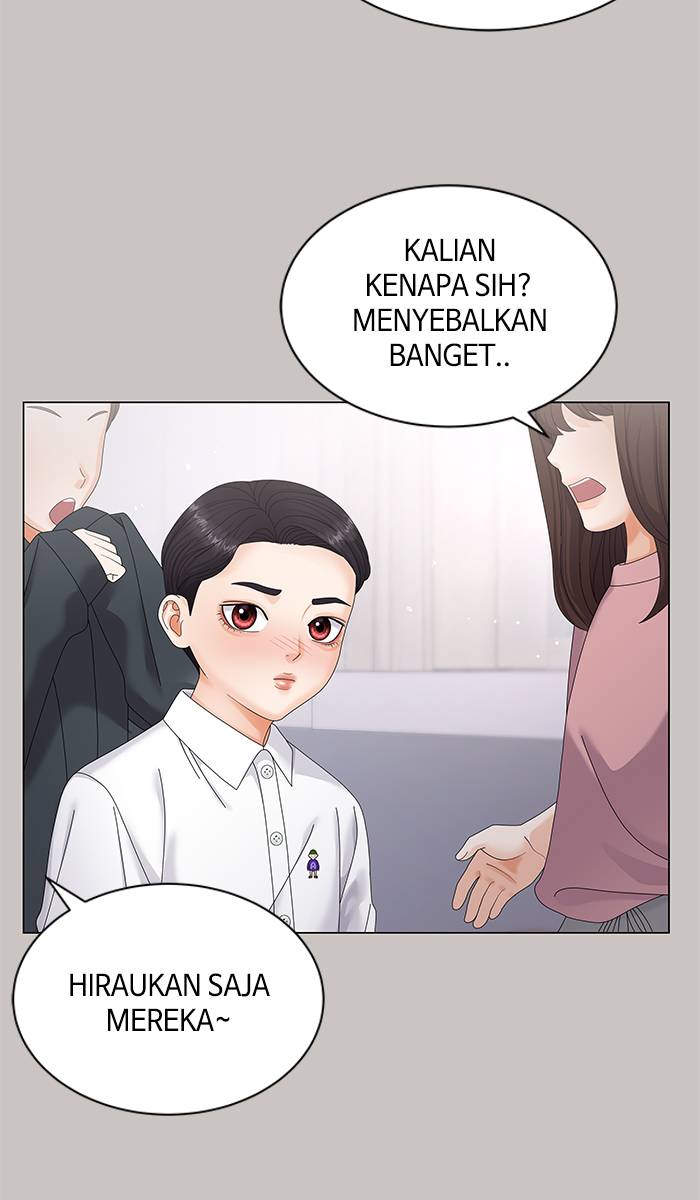 KALIAN
KENAPA SIH?
MENYEBALKAN
BANGET..
HIRAUKAN SAJA
MEREKA~